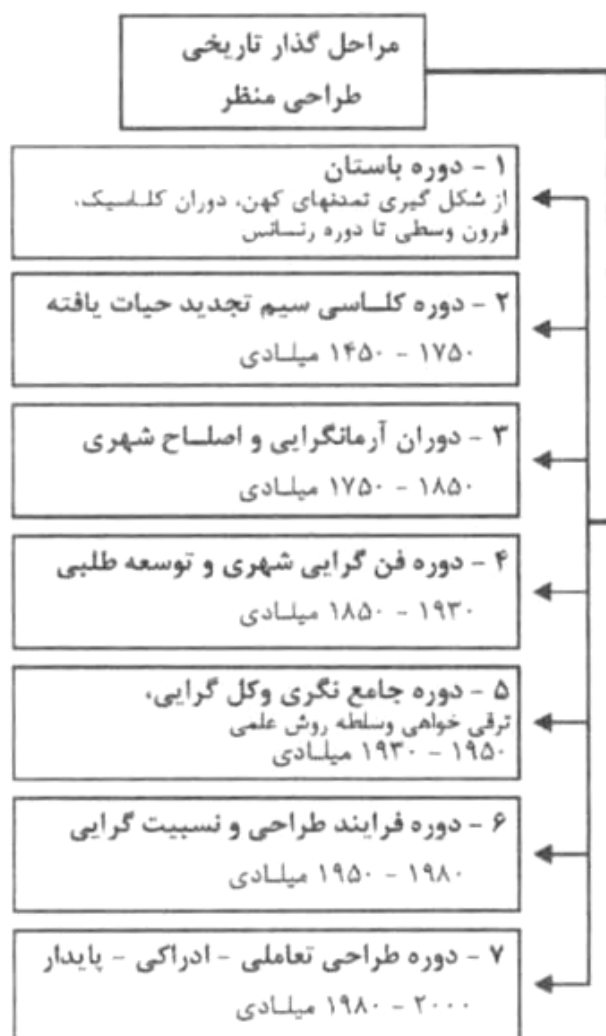 مراحل گذار تاریخی
طراحی منظر
۱ - دوره باستان
از شکل گیری تمدنهای کهن، دوران کلاسیک،
قرون وسطی تا دوره رنسانس
۲ - دوره کلاسی سیم تجدید حیات یافته
۱۷۵۰ - ۱۴۵۰ میلادی
۳ - دوران آرمانگرایی و اصلاح شهری
۱۸۵۰ - ۱۷۵۰ میلادی
۴ - دوره فن گرایی شهری و توسعه طلبی
۱۹۳۰ - ۱۸۵۰ میلادی
۵ - دوره جامع نگری وکل گرایی،
ترقی خواهی وسلطه روش علمی
۱۹۵۰ - ۱۹۳۰ میلادی
۶ - دوره فرایند طراحی و نسبیت گرایی
۱۹۸۰ - ۱۹۵۰ میلادی
۷ - دوره طراحی تعاملی - ادراکی - پایدار
۲۰۰۰ - ۱۹۸۰ میلادی